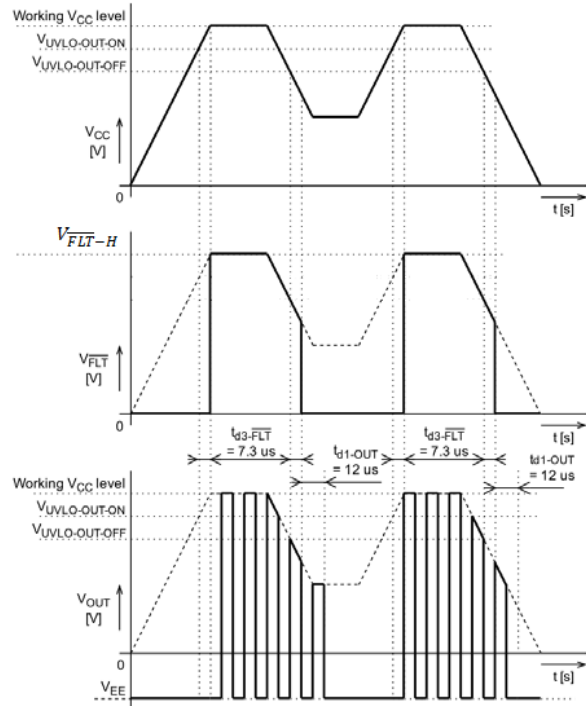 Working VCC level
VUVLO-OUT-ON
VUVLO-OUT-OFF
VCC
[V]
0
t [s]
VFLT-H
VFLT
[V]
0
t [s]
td3-FLT
= 7.3 us
td1-OUT
= 12 us
td3-FLT
= 7.3 us
td1-OUT
= 12 us
Working VCC level
VUVLO-OUT-ON
VUVLO-OUT-OFF
VOUT
[V]
0
t [s]
VEE